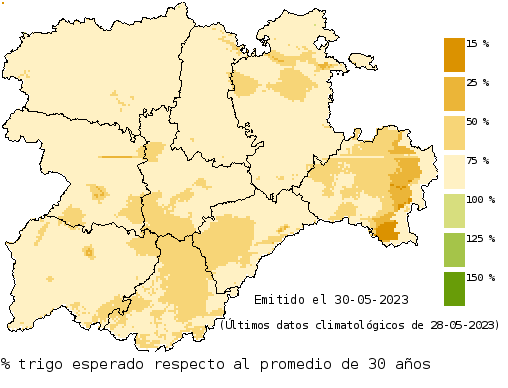 15 %
25 %
50 %
75 %
100 %
125 %
150 %
Emitido el 30-05-2023
(Últimos datos climatológicos de 28-05-2023)
% trigo esperado respecto al promedio de 30 años